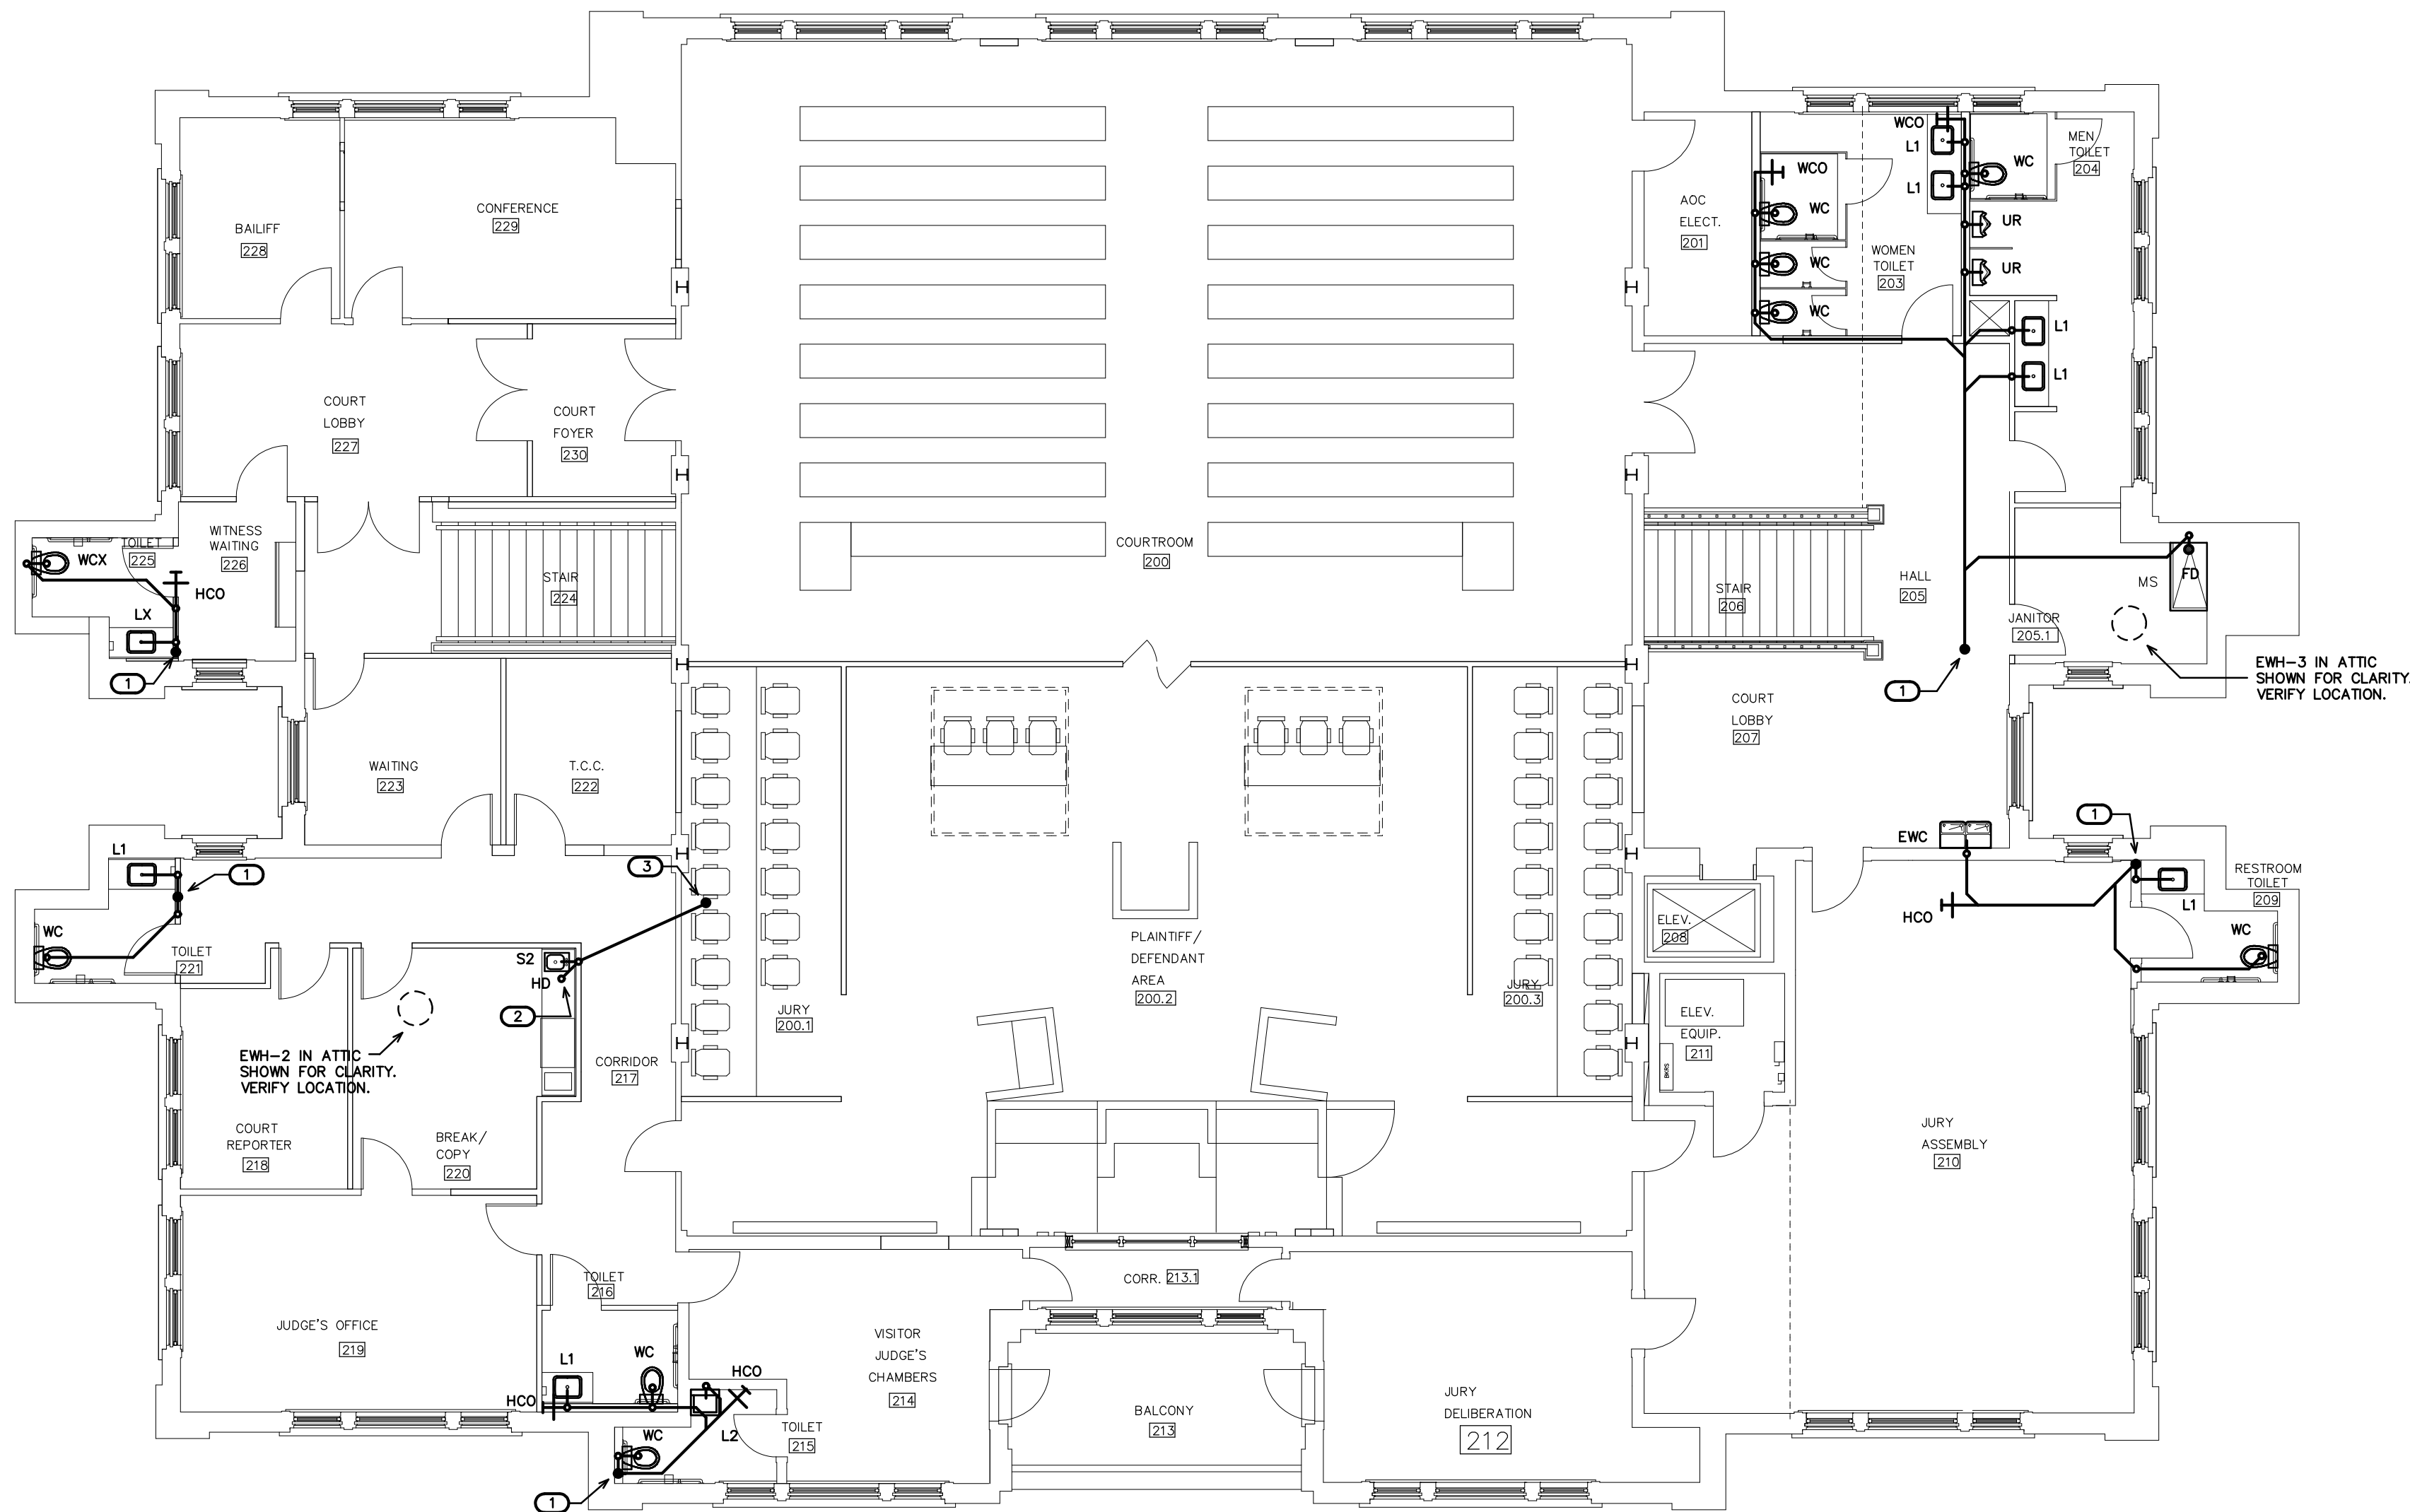 WCO
L1
L1
WC
MEN
TOILET
204
WCO
WC
WC
WC
AOC
ELECT.
201
WOMEN
TOILET
203
UR
UR
L1
L1
CONFERENCE
229
BAILIFF
228
COURT
LOBBY
227
COURT
FOYER
230
WITNESS
WAITING
226
TOILET
225
WCX
HCO
LX
1
STAIR
224
COURTROOM
200
STAIR
206
HALL
205
MS
FD
JANITOR
205.1
EWH-3 IN ATTIC
SHOWN FOR CLARITY.
VERIFY LOCATION.
1
COURT
LOBBY
207
WAITING
223
T.C.C.
222
L1
1
WC
TOILET
221
3
S2
HD
2
EWC
1
RESTROOM
TOILET
209
L1
HCO
WC
ELEV.
208
PLAINTIFF/
DEFENDANT
AREA
200.2
JURY
200.1
JURY
200.3
ELEV.
EQUIP.
211
BKRS
EWH-2 IN ATTIC
SHOWN FOR CLARITY.
VERIFY LOCATION.
CORRIDOR
217
COURT
REPORTER
218
BREAK/
COPY
220
JURY
ASSEMBLY
210
TOILET
216
CORR. 213.1
JUDGE'S OFFICE
219
VISITOR
JUDGE'S
CHAMBERS
214
L1
WC
HCO
HCO
WC
L2
TOILET
215
BALCONY
213
JURY
DELIBERATION
212
1